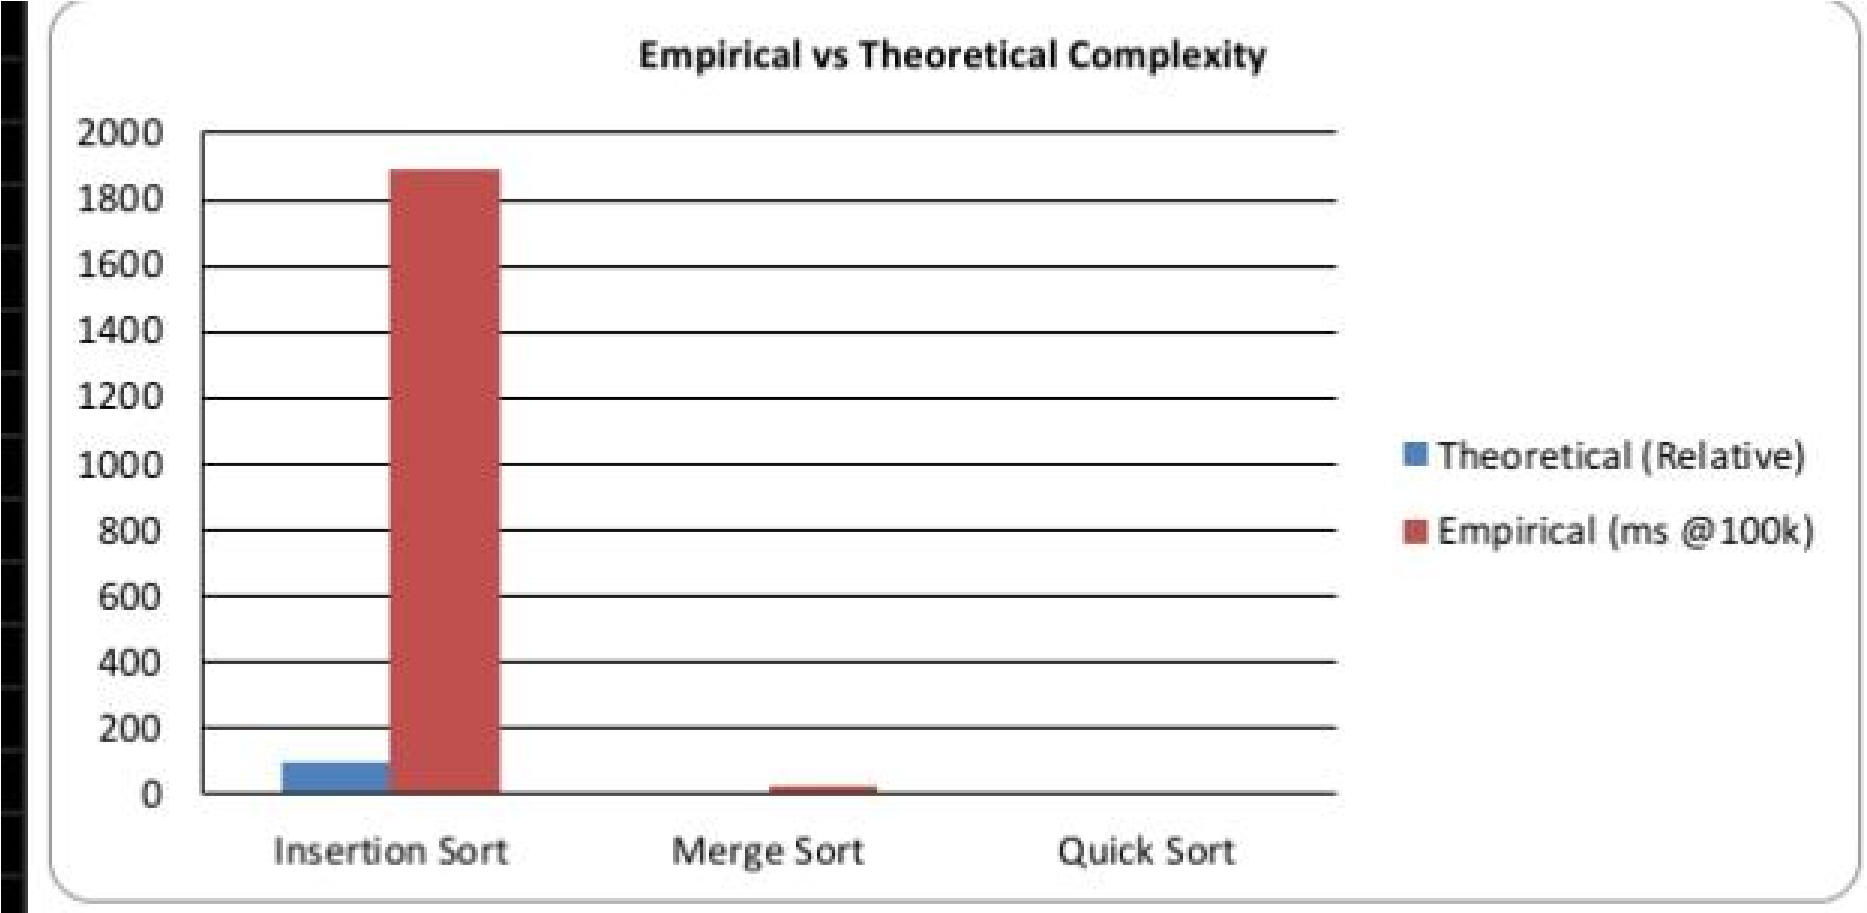 Empirical vs Theoretical Complexity
2000
1800
1600
1400
1200
1000
800
600
400
200
0
Insertion Sort
Merge Sort
Quick Sort
Theoretical (Relative)
Empirical (ms @100k)